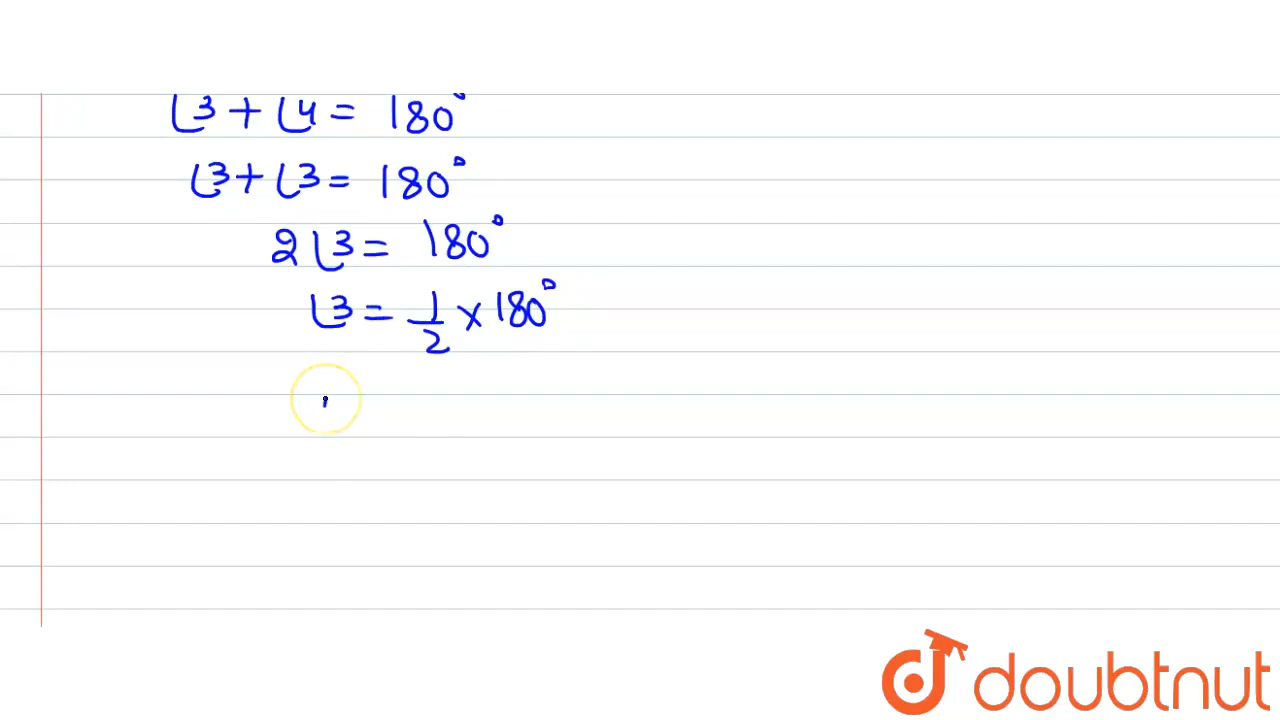 ∠3 + ∠4 = 180°
∠3 + ∠3 = 180°
2∠3 = 180°
∠3 = 1/2 × 180°
doubtnut